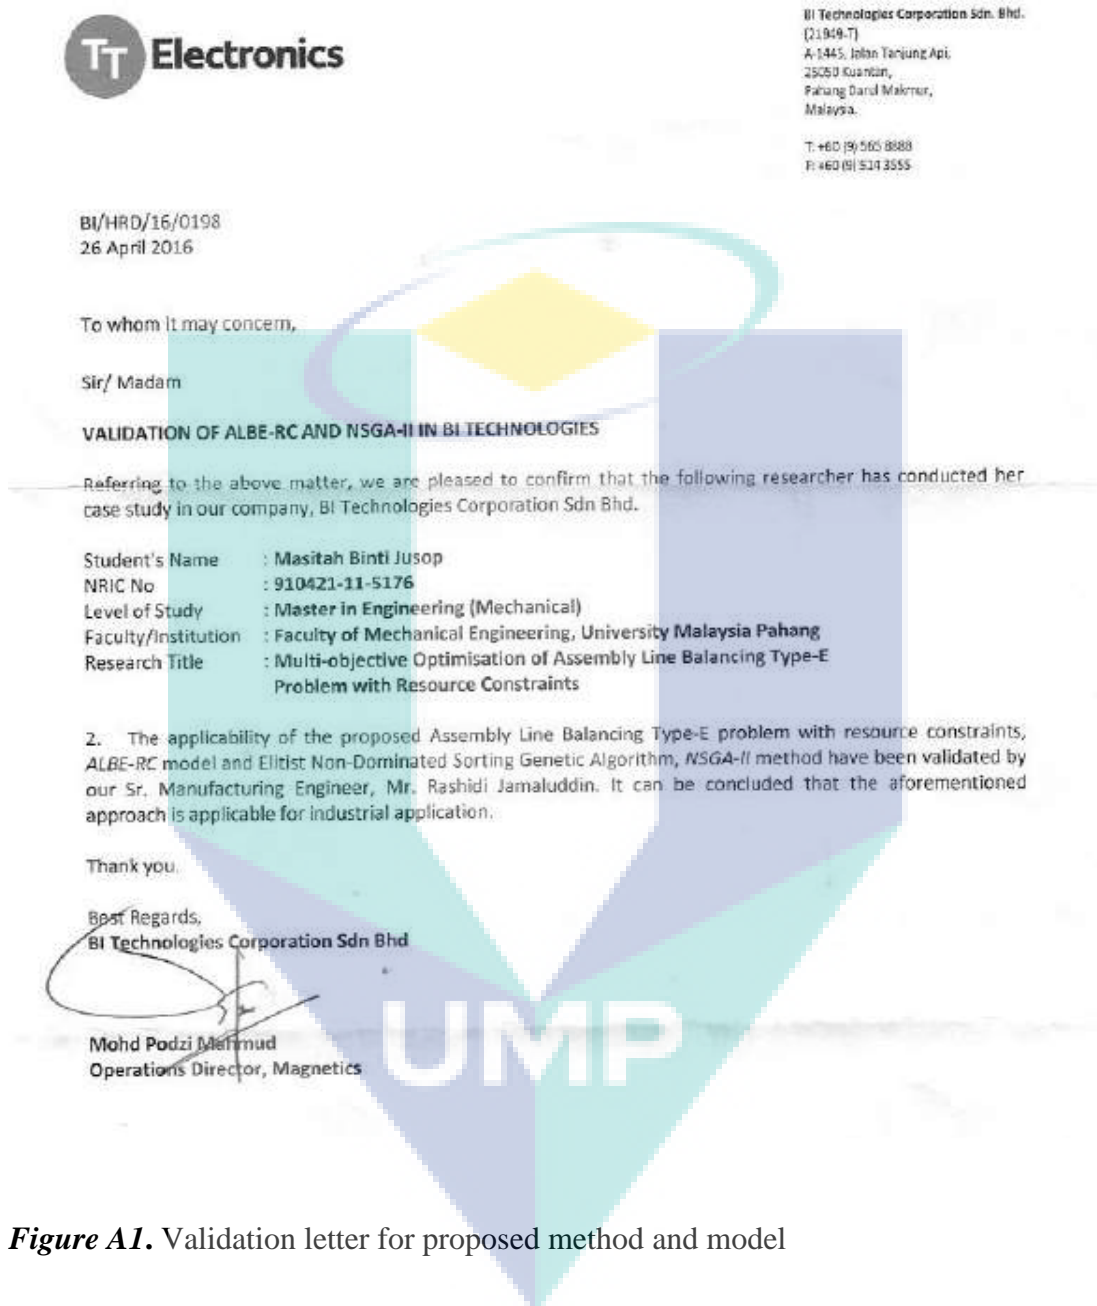 TT Electronics
BI Technologies Corporation Sdn. Bhd.
(21949-T)
A-1445, Jalan Tanjung Api,
25050 Kuantan,
Pahang Darul Makmur,
Malaysia.
T: +60 (9) 565 8888
F: +60 (9) 514 3555
BI/HRD/16/0198
26 April 2016
To whom it may concern,
Sir/ Madam
VALIDATION OF ALBE-RC AND NSGA-II IN BI TECHNOLOGIES
Referring to the above matter, we are pleased to confirm that the following researcher has conducted her
case study in our company, BI Technologies Corporation Sdn Bhd.
Student's Name : Masitah Binti Jusop
NRIC No : 910421-11-5176
Level of Study : Master in Engineering (Mechanical)
Faculty/Institution : Faculty of Mechanical Engineering, University Malaysia Pahang
Research Title : Multi-objective Optimisation of Assembly Line Balancing Type-E
Problem with Resource Constraints
2. The applicability of the proposed Assembly Line Balancing Type-E problem with resource constraints,
ALBE-RC model and Elitist Non-Dominated Sorting Genetic Algorithm, NSGA-II method have been validated by
our Sr. Manufacturing Engineer, Mr. Rashidi Jamaluddin. It can be concluded that the aforementioned
approach is applicable for industrial application.
Thank you.
Best Regards,
BI Technologies Corporation Sdn Bhd
Mohd Podzi Mahmud
Operations Director, Magnetics
UMP
Figure A1. Validation letter for proposed method and model